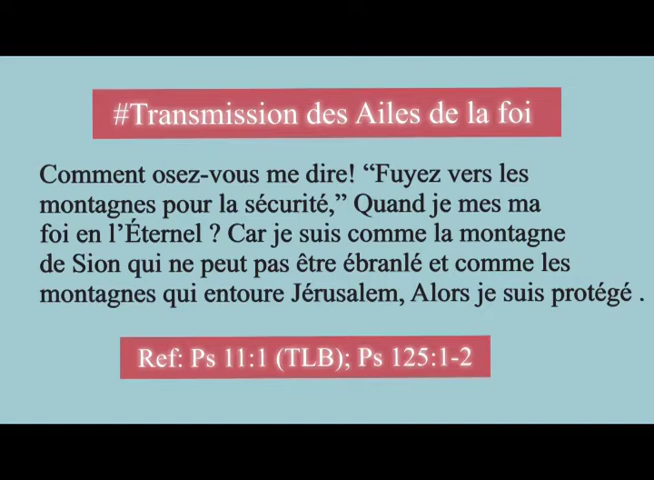 #Transmission des Ailes de la foi
Comment osez-vous me dire! “Fuyez vers les
montagnes pour la sécurité,” Quand je mes ma
foi en l’Éternel ? Car je suis comme la montagne
de Sion qui ne peut pas être ébranlé et comme les
montagnes qui entoure Jérusalem, Alors je suis protégé .
Ref: Ps 11:1 (TLB); Ps 125:1-2